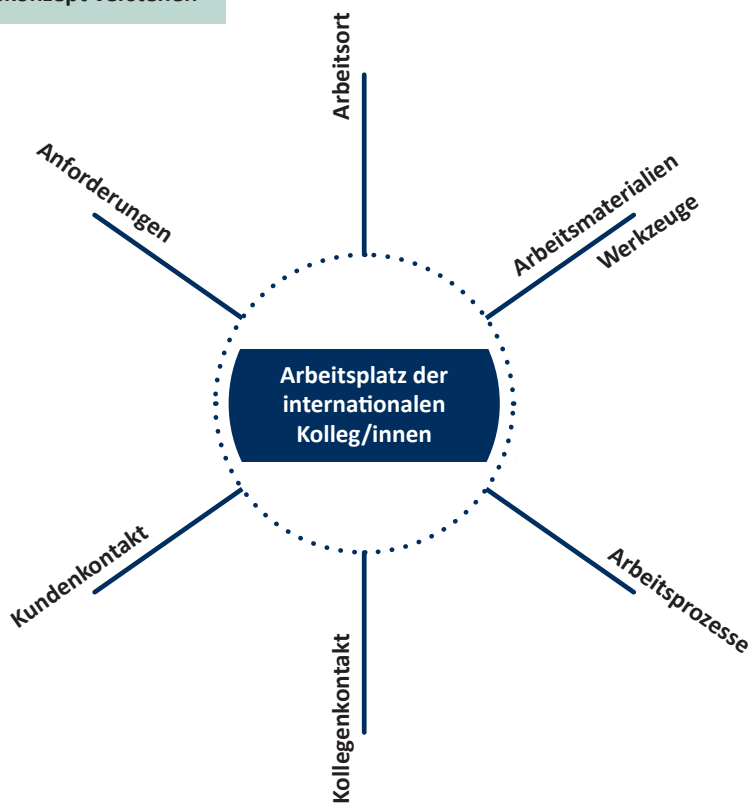 Arbeitsort
Anforderungen
Arbeitsmaterialien
Werkzeuge
Arbeitsplatz der
internationalen
Kolleg/innen
Kundenkontakt
Arbeitsprozesse
Kollegenkontakt